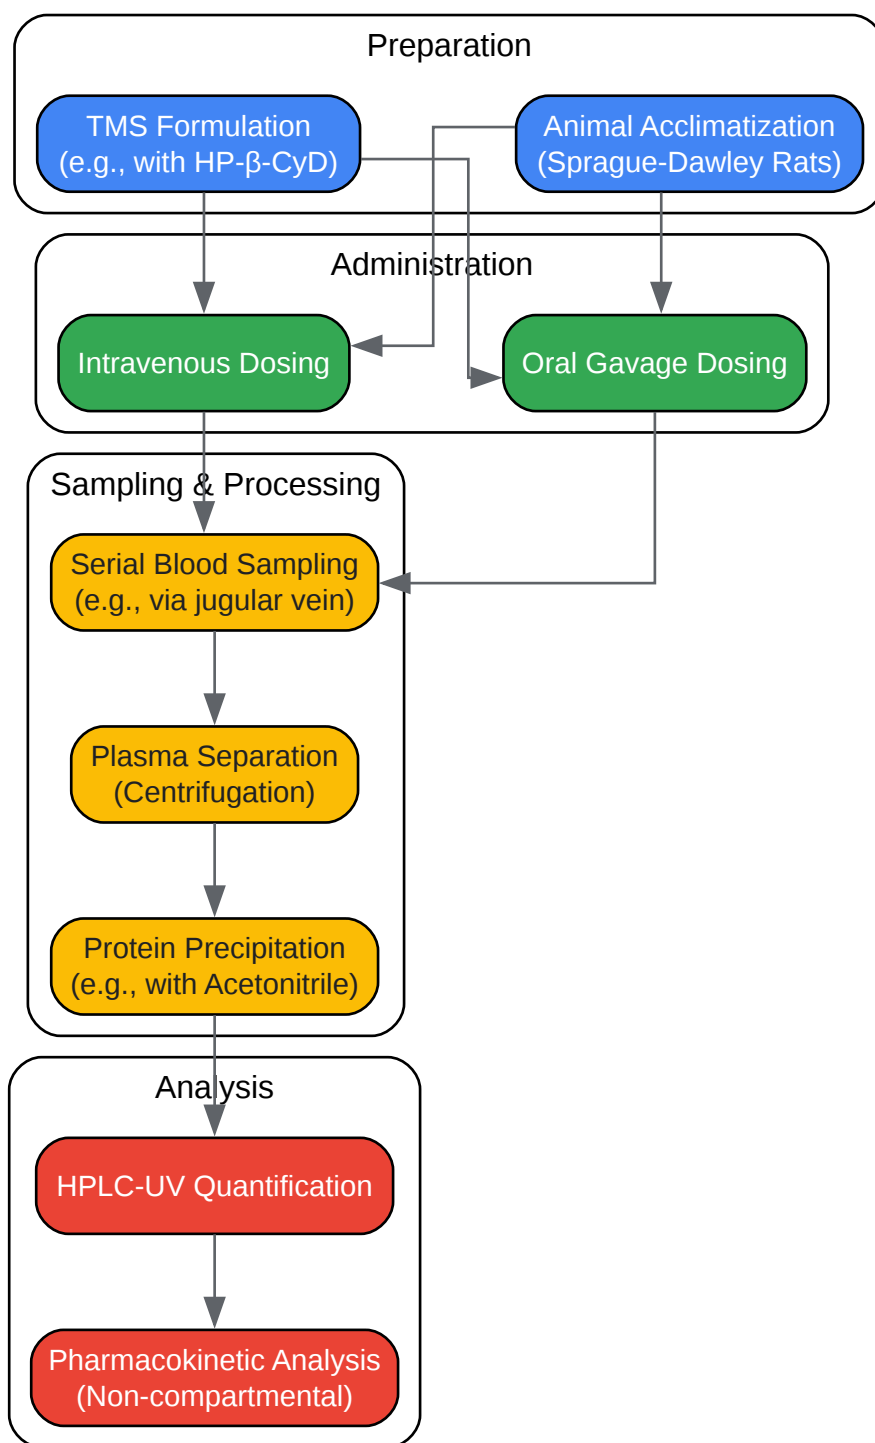 Preparation
TMS Formulation
(e.g., with HP-β-CyD)
Animal Acclimatization
(Sprague-Dawley Rats)
Administration
Intravenous Dosing
Oral Gavage Dosing
Sampling & Processing
Serial Blood Sampling
(e.g., via jugular vein)
Plasma Separation
(Centrifugation)
Protein Precipitation
(e.g., with Acetonitrile)
Analysis
HPLC-UV Quantification
Pharmacokinetic Analysis
(Non-compartmental)